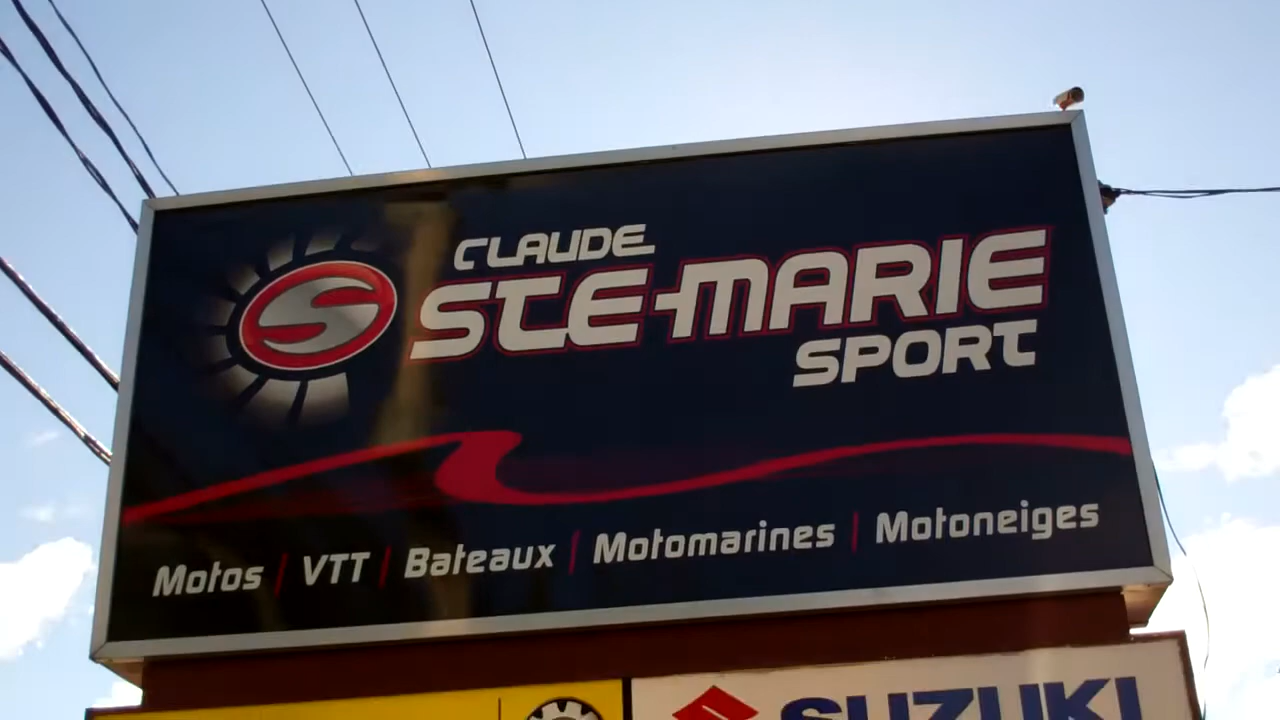 CLAUDE
STE-MARIE
SPORT
Motos | VTT | Bateaux | Motomarines | Motoneiges
SUZUKI